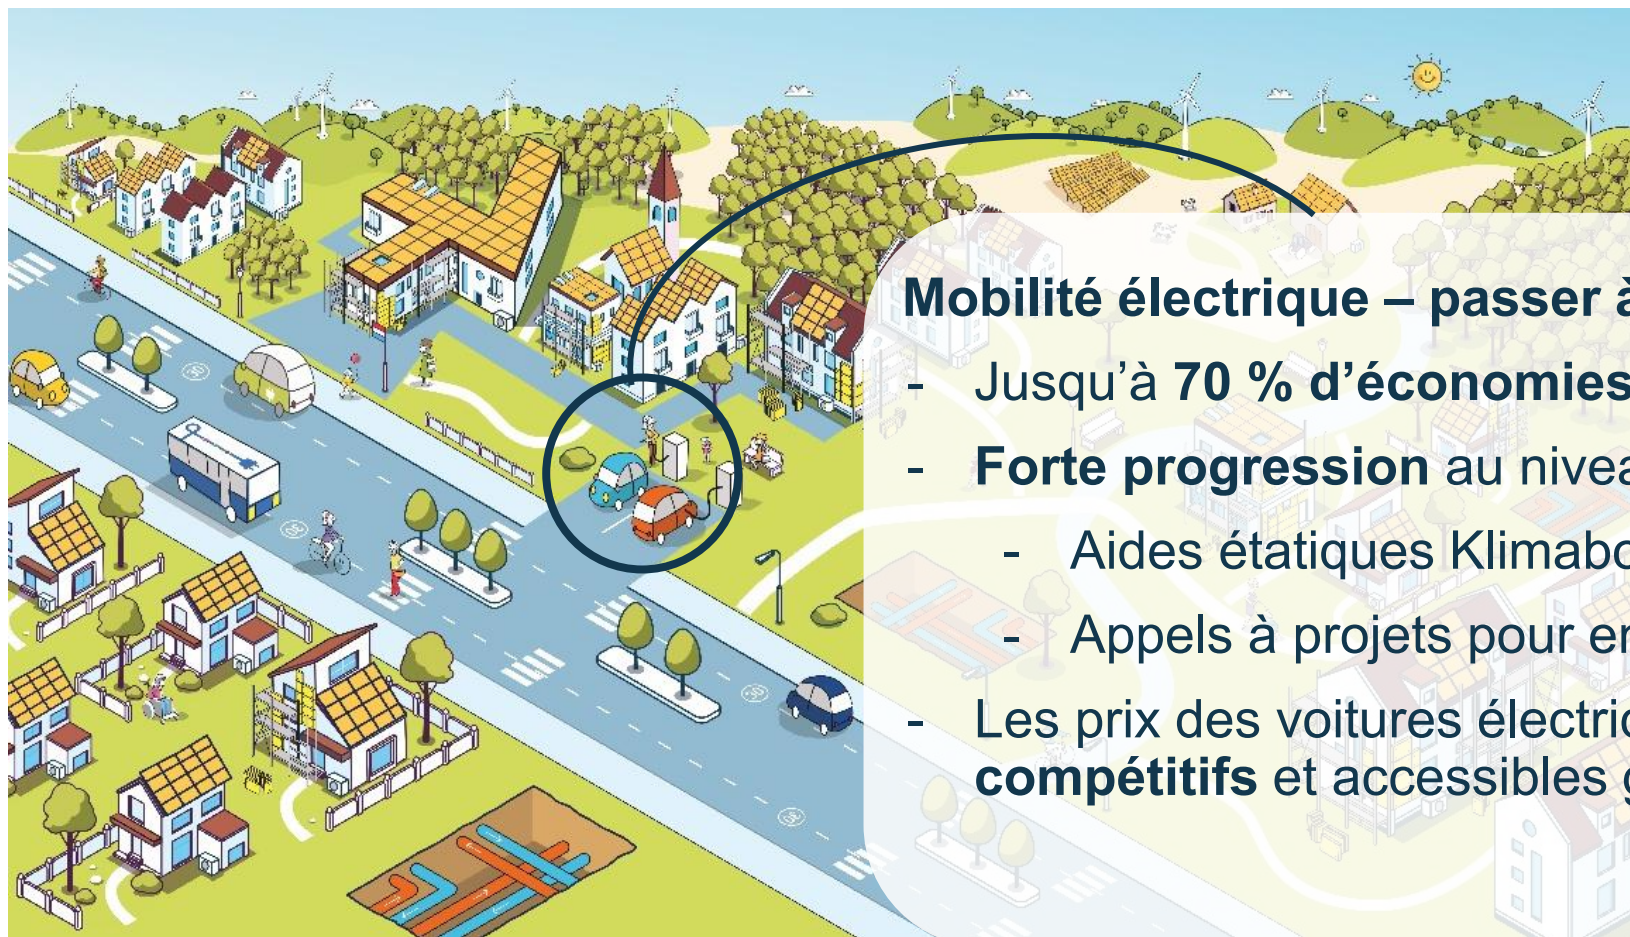 Mobilité électrique – passer à
- Jusqu’à 70 % d’économies
- Forte progression au nivea
- Aides étatiques Klimabo
- Appels à projets pour en
- Les prix des voitures électri
compétitifs et accessibles g